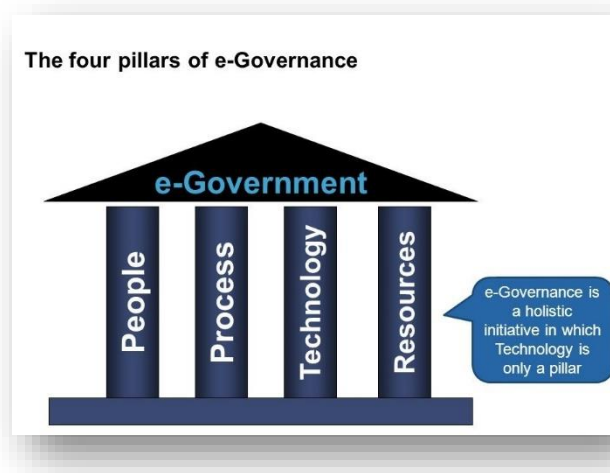 The four pillars of e-Governance
e-Government
People
Process
Technology
Resources
e-Governance is
a holistic
initiative in which
Technology is
only a pillar